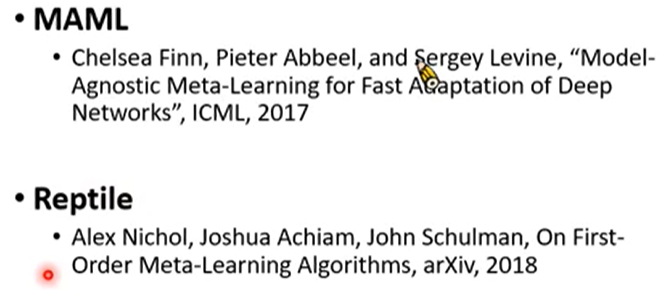 • MAML
• Chelsea Finn, Pieter Abbeel, and Sergey Levine, “Model-
Agnostic Meta-Learning for Fast Adaptation of Deep
Networks”, ICML, 2017
• Reptile
• Alex Nichol, Joshua Achiam, John Schulman, On First-
Order Meta-Learning Algorithms, arXiv, 2018